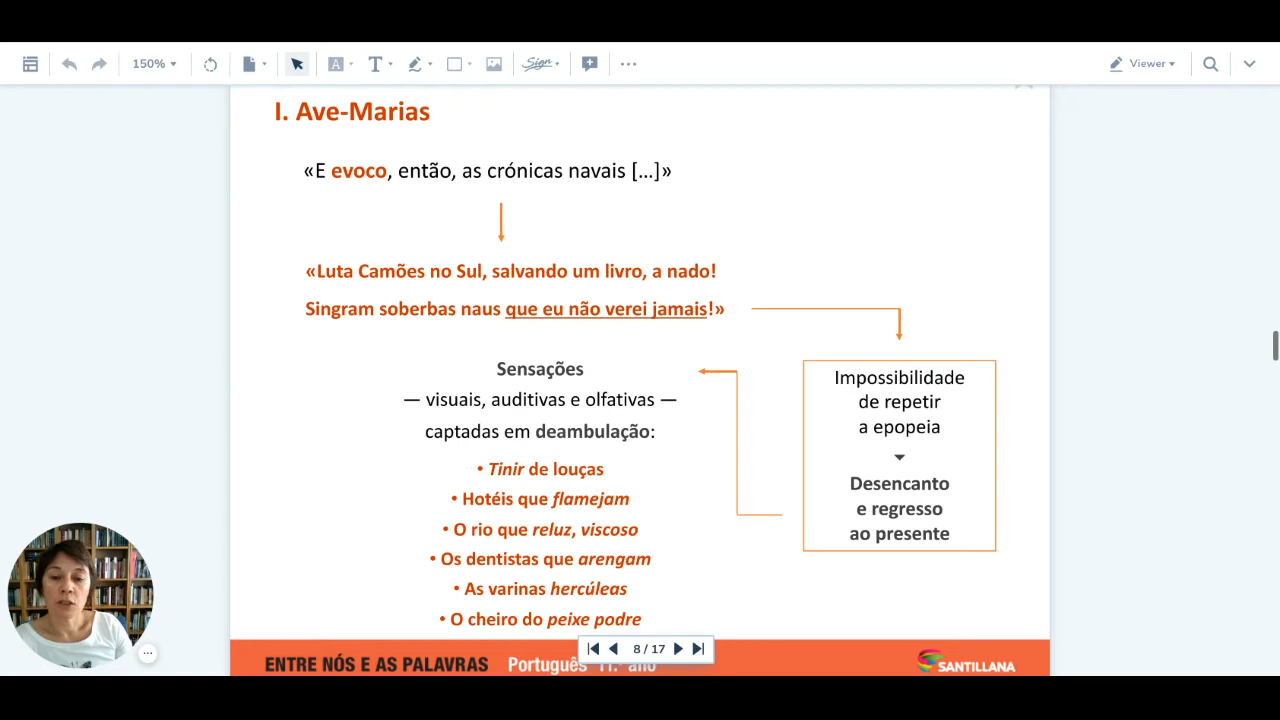 150%
A
T
Sign
Viewer
I. Ave-Marias
«E evoco, então, as crónicas navais [...]»
«Luta Camões no Sul, salvando um livro, a nado!
Singram soberbas naus que eu não verei jamais!»
Sensações
— visuais, auditivas e olfativas —
captadas em deambulação:
• Tinir de louças
• Hotéis que flamejam
• O rio que reluz, viscoso
• Os dentistas que arengam
• As varinas hercúleas
• O cheiro do peixe podre
Impossibilidade
de repetir
a epopeia
Desencanto
e regresso
ao presente
8 / 17
ENTRE NÓS E AS PALAVRAS Português 11.º ano
SANTILLANA